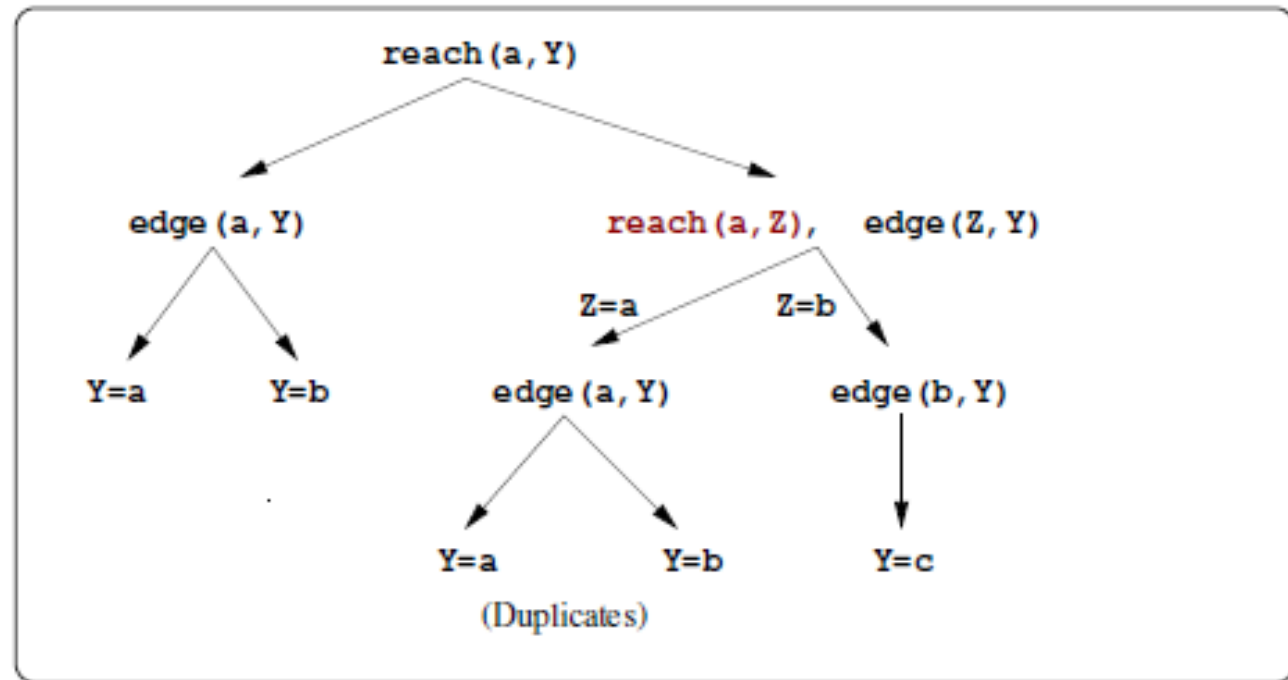 reach(a,Y)
edge(a,Y) reach(a,Z), edge(Z,Y)
Z=a Z=b
Y=a Y=b edge(a,Y) edge(b,Y)
Y=a Y=b Y=c
(Duplicates)